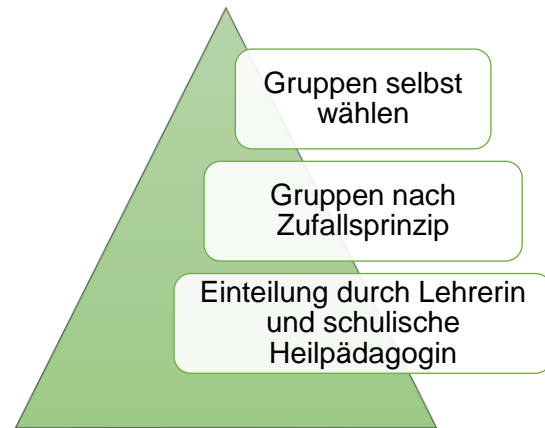 Gruppen selbst
wählen
Gruppen nach
Zufallsprinzip
Einteilung durch Lehrerin
und schulische
Heilpädagogin